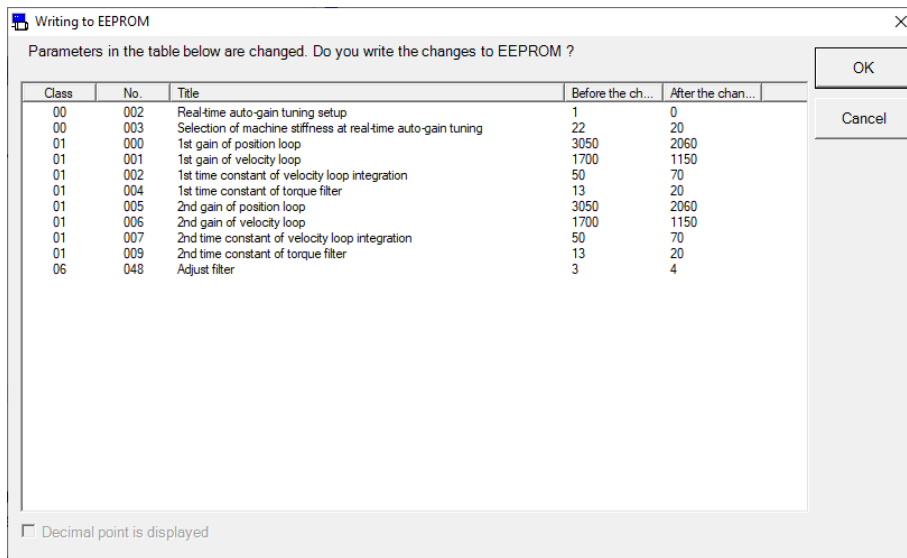 Writing to EEPROM
Parameters in the table below are changed. Do you write the changes to EEPROM ?
OK
Cancel
Class No. Title Before the ch... After the chan...
00 002 Real-time auto-gain tuning setup 1 0
00 003 Selection of machine stiffness at real-time auto-gain tuning 22 20
01 000 1st gain of position loop 3050 2060
01 001 1st gain of velocity loop 1700 1150
01 002 1st time constant of velocity loop integration 50 70
01 004 1st time constant of torque filter 13 20
01 005 2nd gain of position loop 3050 2060
01 006 2nd gain of velocity loop 1700 1150
01 007 2nd time constant of velocity loop integration 50 70
01 009 2nd time constant of torque filter 13 20
06 048 Adjust filter 3 4
Decimal point is displayed